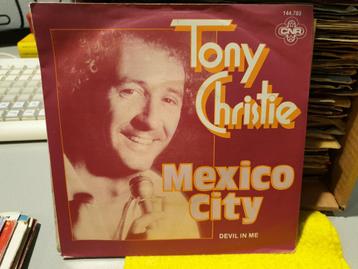 144.783
CNR
Tony
Christie
Mexico
City
DEVIL IN ME